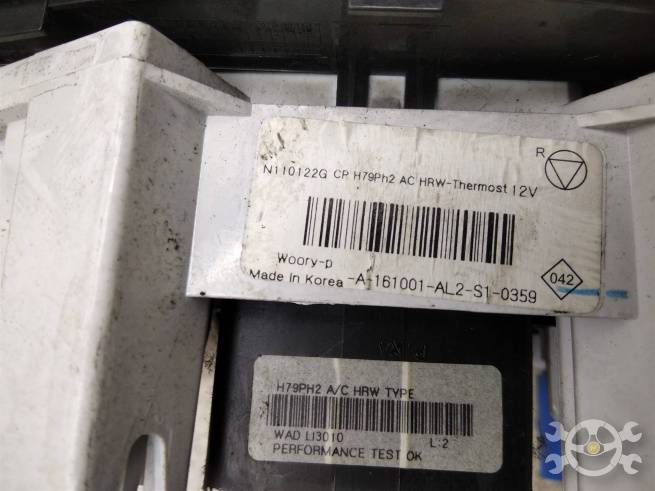 R
N110122G CP H79Ph2 AC HRW-Thermost 12V
Woory-p
Made In Korea -A-161001-AL2-S1-0359
042
H79PH2 A/C HRW TYPE
WAD LI3010 L:2
PERFORMANCE TEST OK